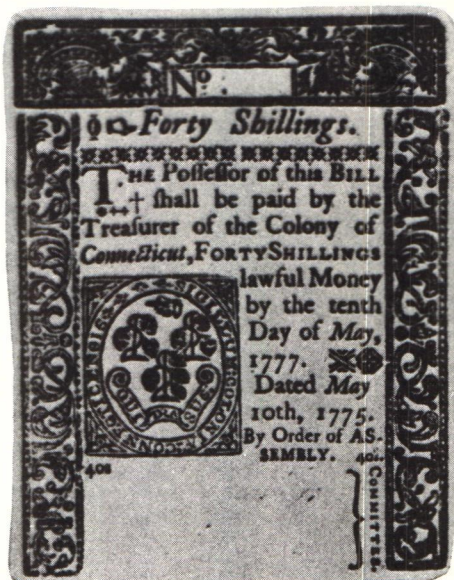 No.
Forty Shillings.
THE Poſſeſſor of this BILL
ſhall be paid by the
Treaſurer of the Colony of
Connecticut, FORTY SHILLINGS
lawful Money
by the tenth
Day of May,
1777.
Dated May
10th, 1775.
By Order of AS-
SEMBLY.
40s
40s.
COMMITTEE.